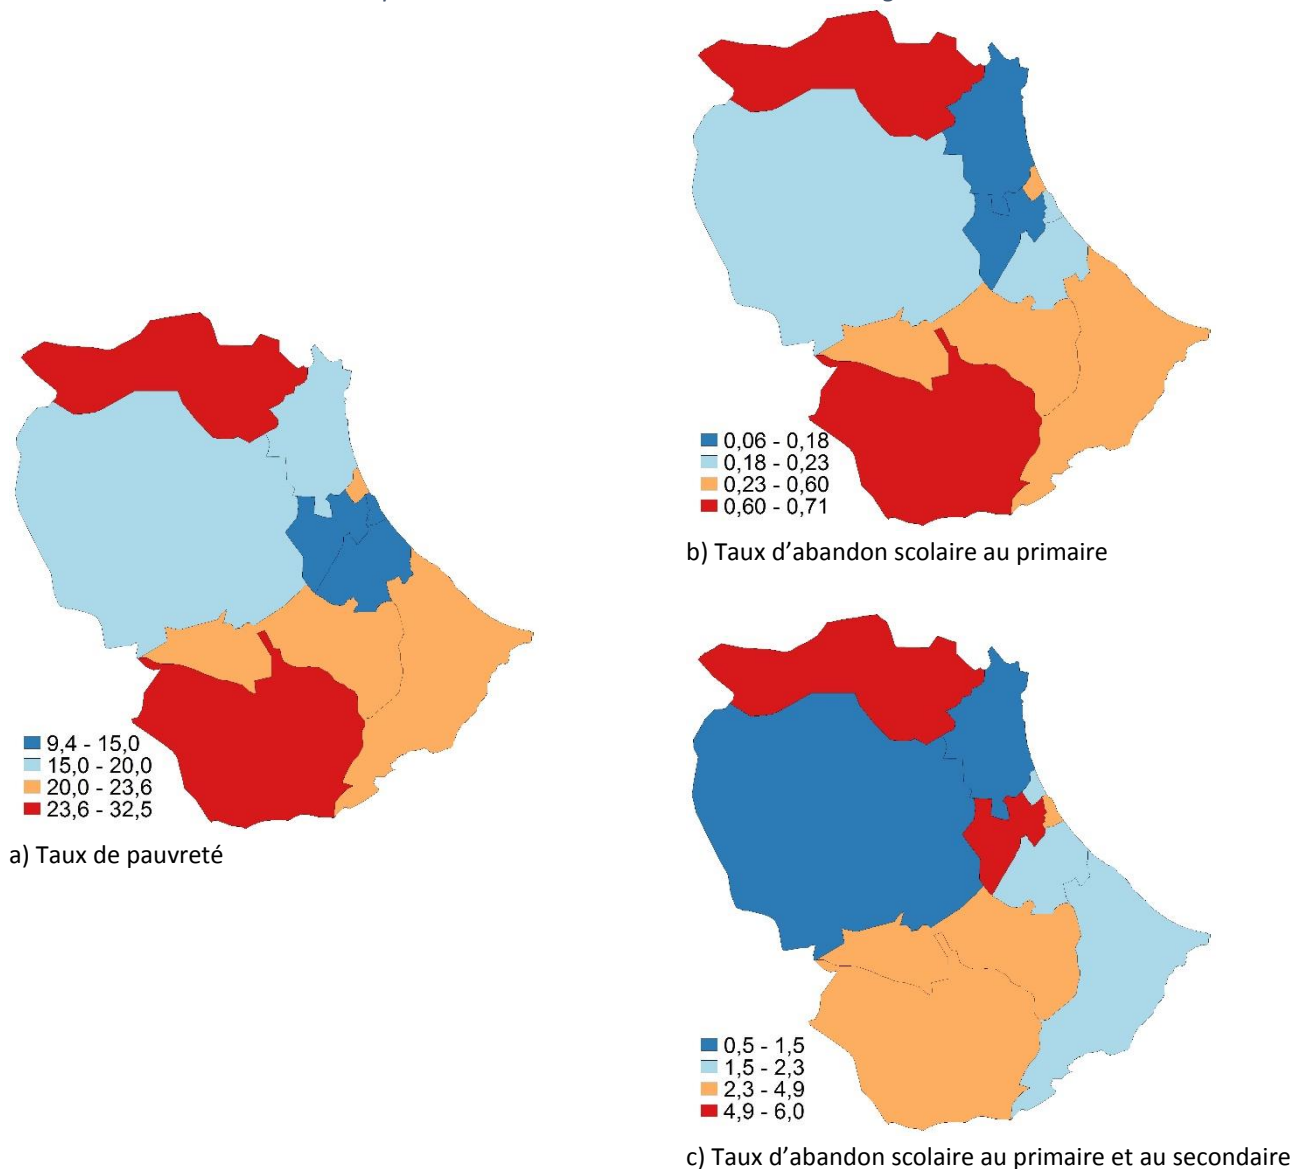 9,4 - 15,0
15,0 - 20,0
20,0 - 23,6
23,6 - 32,5
a) Taux de pauvreté
0,06 - 0,18
0,18 - 0,23
0,23 - 0,60
0,60 - 0,71
b) Taux d’abandon scolaire au primaire
0,5 - 1,5
1,5 - 2,3
2,3 - 4,9
4,9 - 6,0
c) Taux d’abandon scolaire au primaire et au secondaire